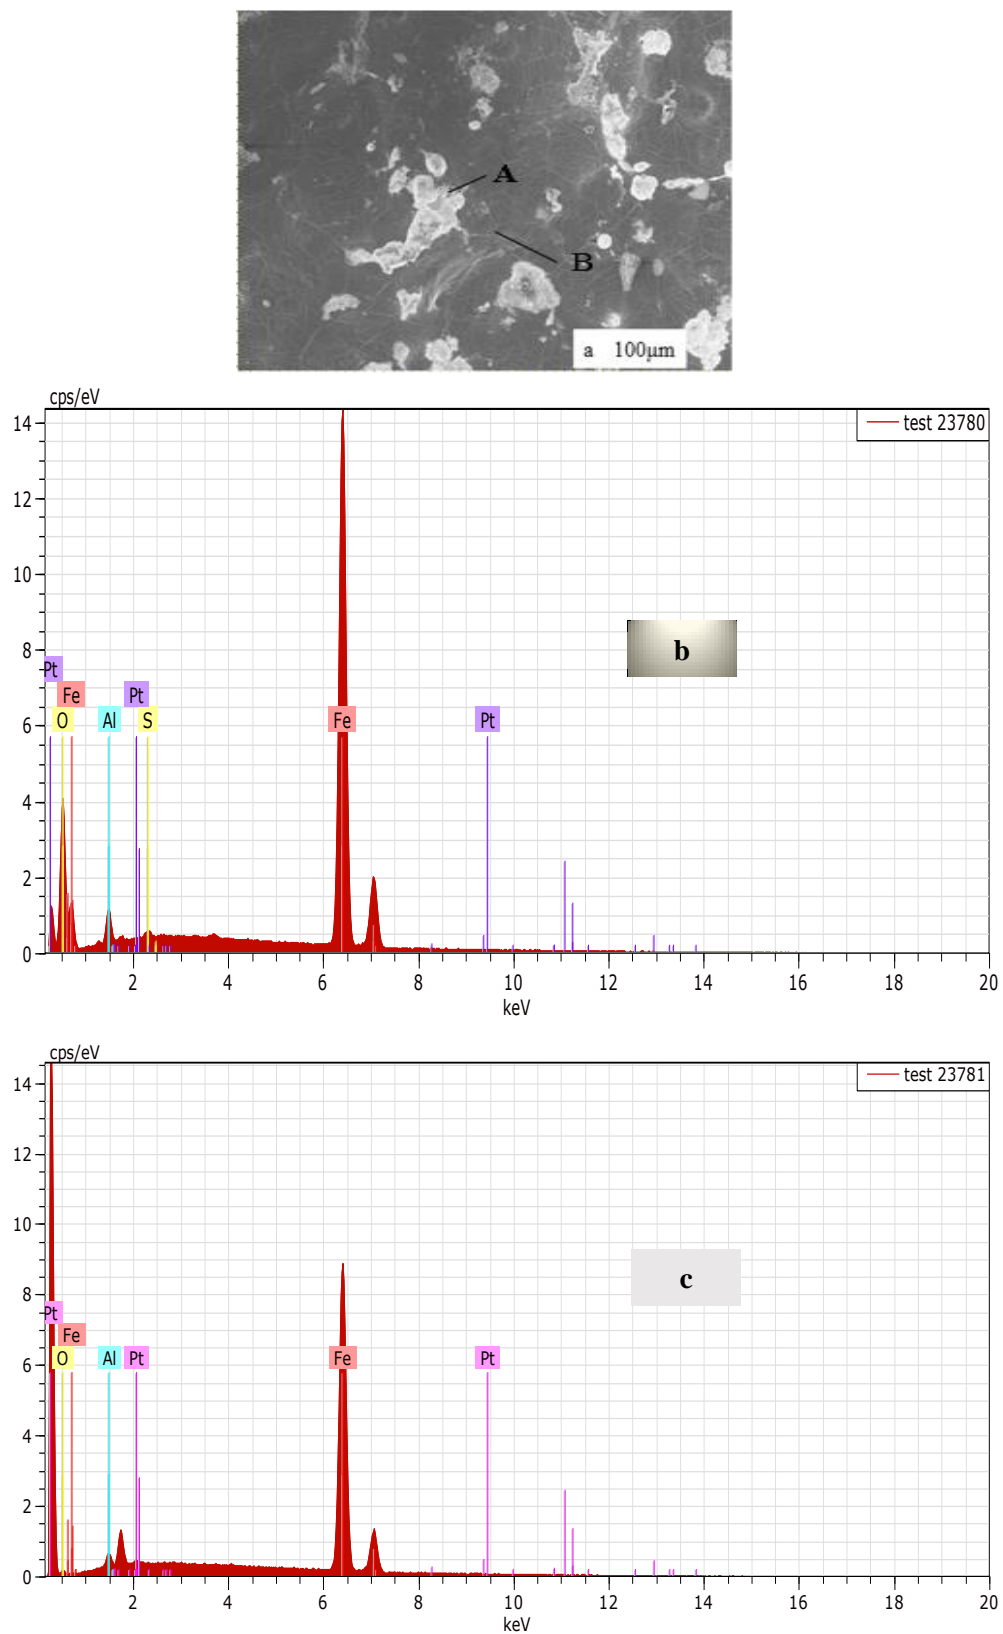 A
B
a 100μm
cps/eV
test 23780
14
12
10
8
6
4
2
0
Pt
Fe Pt
O Al S Fe Pt
b
2 4 6 8 10 12 14 16 18 20
keV
cps/eV
test 23781
14
12
10
8
6
4
2
0
Pt
Fe
O Al Pt Fe Pt
c
2 4 6 8 10 12 14 16 18 20
keV